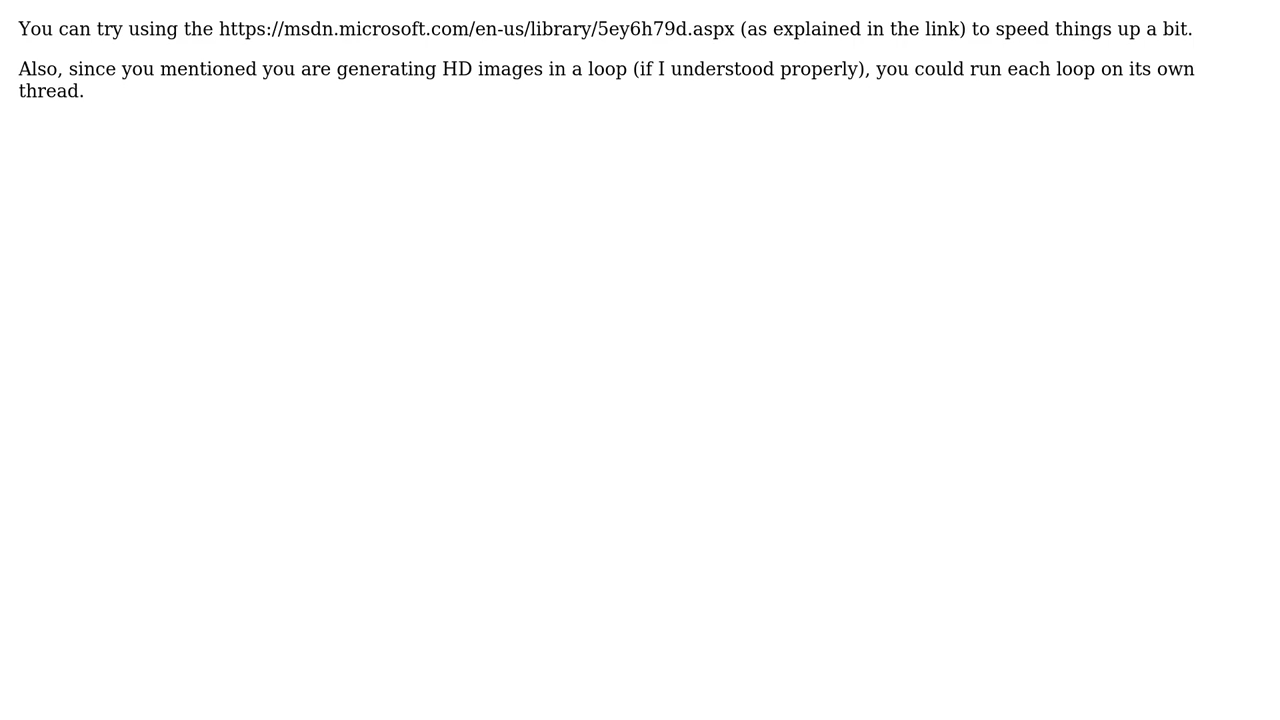 You can try using the https://msdn.microsoft.com/en-us/library/5ey6h79d.aspx (as explained in the link) to speed things up a bit.
Also, since you mentioned you are generating HD images in a loop (if I understood properly), you could run each loop on its own
thread.